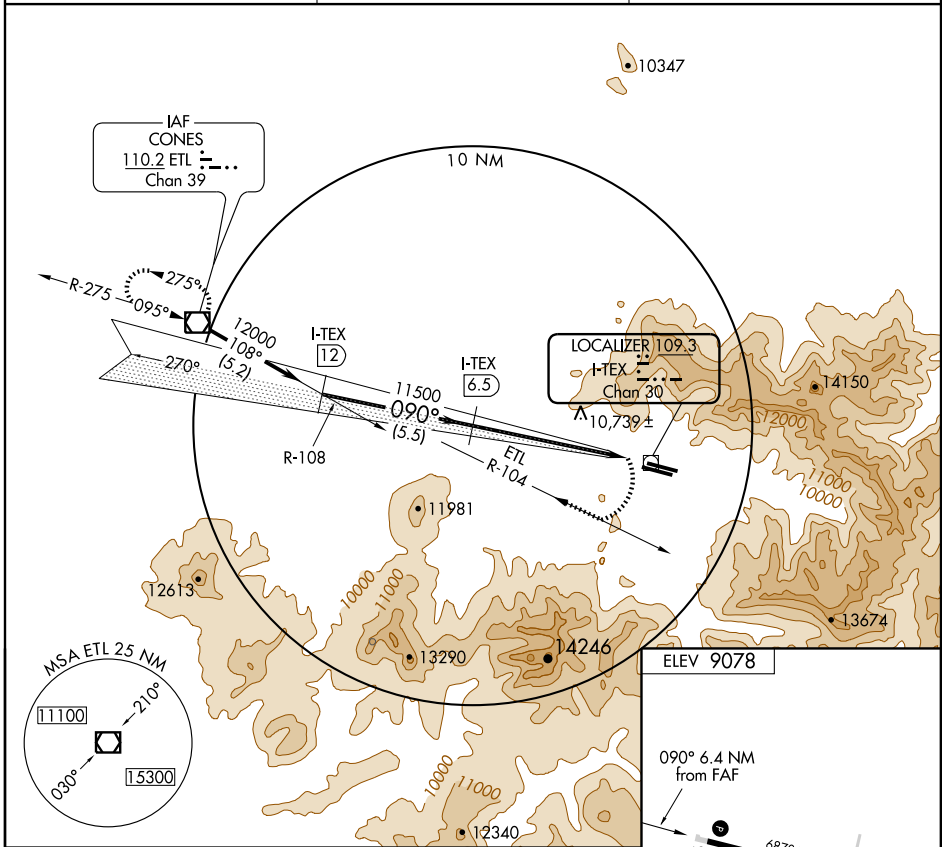 10347
IAF
CONES
110.2 ETL
Chan 39
10 NM
275°
R-275
095°
12000
108°
(5.2)
I-TEX
12
270°
11500
090°
(5.5)
I-TEX
6.5
LOCALIZER 109.3
I-TEX
Chan 30
10,739 ±
14150
12000
11000
10000
R-108
ETL
R-104
11981
12613
10000
11000
13290
14246
13674
MSA ETL 25 NM
11100
210°
030°
15300
10000
11000
12340
ELEV 9078
090° 6.4 NM
from FAF
P